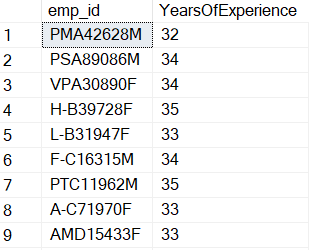 emp_id YearsOfExperience
1 PMA42628M 32
2 PSA89086M 34
3 VPA30890F 34
4 H-B39728F 35
5 L-B31947F 33
6 F-C16315M 34
7 PTC11962M 35
8 A-C71970F 33
9 AMD15433F 33